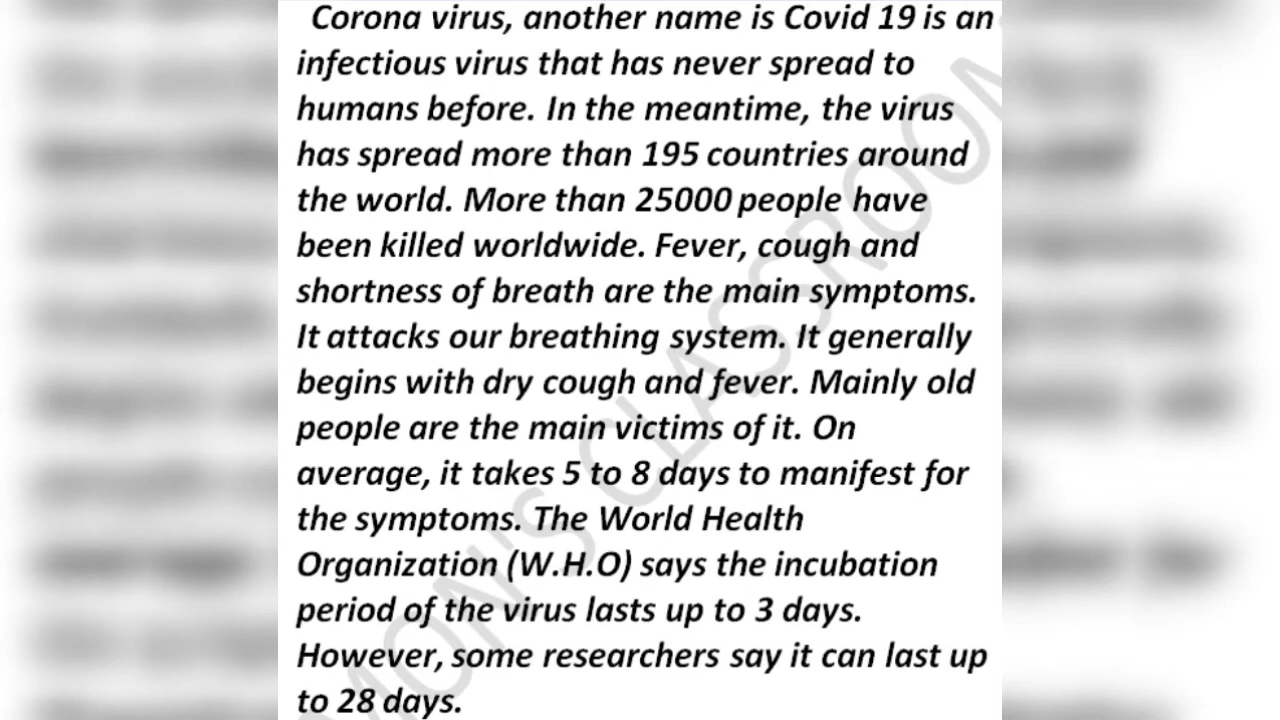 Corona virus, another name is Covid 19 is an
infectious virus that has never spread to
humans before. In the meantime, the virus
has spread more than 195 countries around
the world. More than 25000 people have
been killed worldwide. Fever, cough and
shortness of breath are the main symptoms.
It attacks our breathing system. It generally
begins with dry cough and fever. Mainly old
people are the main victims of it. On
average, it takes 5 to 8 days to manifest for
the symptoms. The World Health
Organization (W.H.O) says the incubation
period of the virus lasts up to 3 days.
However, some researchers say it can last up
to 28 days.
MON'S CLASSROOM